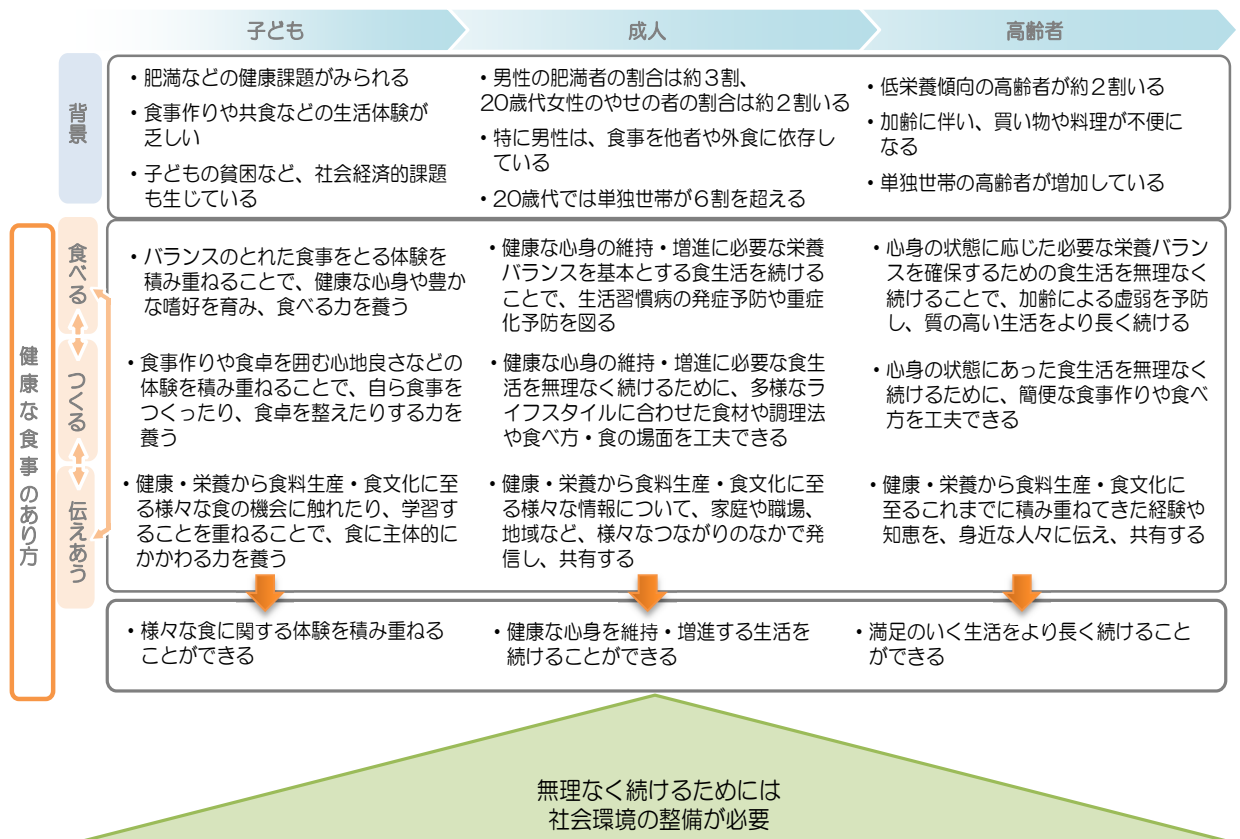 子ども
成人
高齢者
背景
・肥満などの健康課題がみられる
・食事作りや共食などの生活体験が
乏しい
・子どもの貧困など、社会経済的課題
も生じている
・男性の肥満者の割合は約3割、
20歳代女性のやせの者の割合は約2割いる
・特に男性は、食事を他者や外食に依存し
ている
・20歳代では単独世帯が6割を超える
・低栄養傾向の高齢者が約2割いる
・加齢に伴い、買い物や料理が不便に
なる
・単独世帯の高齢者が増加している
健康な食事のあり方
食べる
・バランスのとれた食事をとる体験を
積み重ねることで、健康な心身や豊か
な嗜好を育み、食べる力を養う
・健康な心身の維持・増進に必要な栄養
バランスを基本とする食生活を続ける
ことで、生活習慣病の発症予防や重症
化予防を図る
・心身の状態に応じた必要な栄養バラン
スを確保するための食生活を無理なく
続けることで、加齢による虚弱を予防
し、質の高い生活をより長く続ける
つくる
・食事作りや食卓を囲む心地良さなどの
体験を積み重ねることで、自ら食事を
つくったり、食卓を整えたりする力を
養う
・健康な心身の維持・増進に必要な食生
活を無理なく続けるために、多様なラ
イフスタイルに合わせた食材や調理法
や食べ方・食の場面を工夫できる
・心身の状態にあった食生活を無理なく
続けるために、簡便な食事作りや食べ
方を工夫できる
伝えあう
・健康・栄養から食料生産・食文化に至
る様々な食の機会に触れたり、学習す
ることを重ねることで、食に主体的に
かかわる力を養う
・健康・栄養から食料生産・食文化に至
る様々な情報について、家庭や職場、
地域など、様々なつながりのなかで発
信し、共有する
・健康・栄養から食料生産・食文化に
至るこれまでに積み重ねてきた経験や
知恵を、身近な人々に伝え、共有する
・様々な食に関する体験を積み重ねる
ことができる
・健康な心身を維持・増進する生活を
続けることができる
・満足のいく生活をより長く続けること
ができる
無理なく続けるためには
社会環境の整備が必要